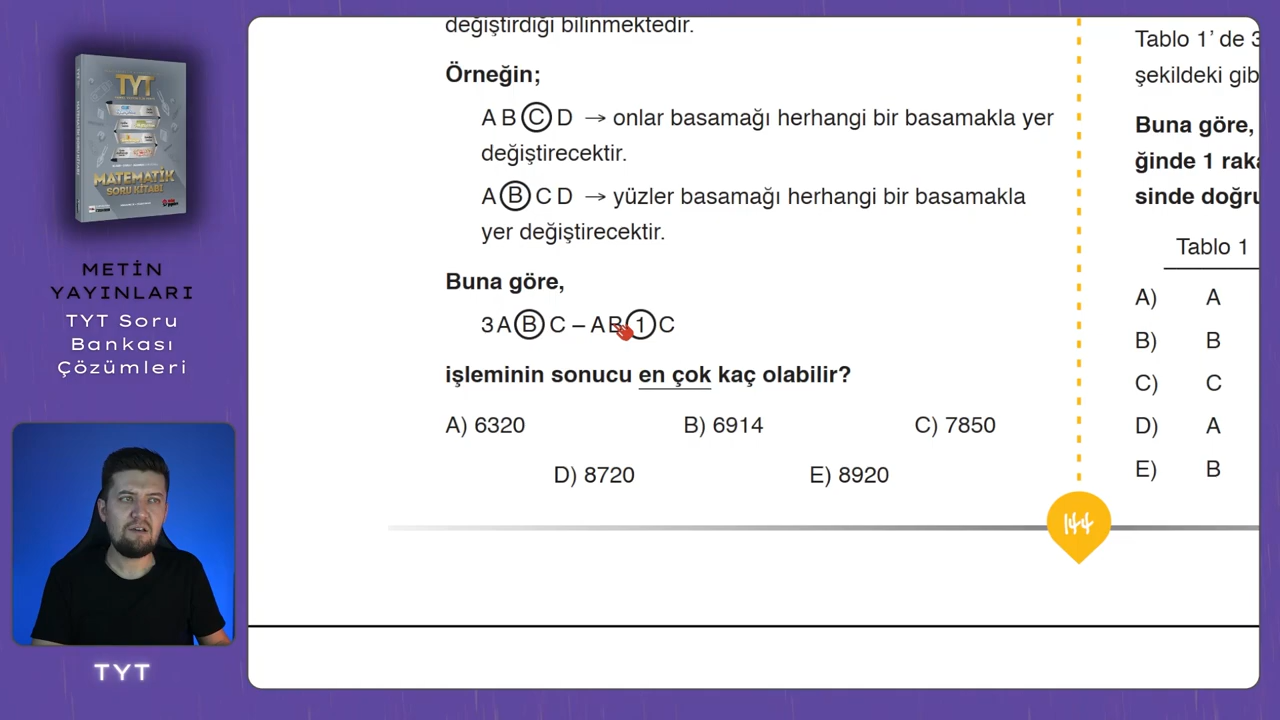 TYT
MATEMATİK
SORU KİTABI
METİN
YAYINLARI
TYT Soru
Bankası
Çözümleri
TYT
değiştirdiği bilinmektedir.
Örneğin;
A B C D → onlar basamağı herhangi bir basamakla yer
değiştirecektir.
A B C D → yüzler basamağı herhangi bir basamakla
yer değiştirecektir.
Buna göre,
3 A B C – A B 1 C
işleminin sonucu en çok kaç olabilir?
A) 6320 B) 6914 C) 7850
D) 8720 E) 8920
144
Tablo 1’ de 3
şekildeki gib
Buna göre,
ğinde 1 raka
sinde doğru
Tablo 1
A) A
B) B
C) C
D) A
E) B